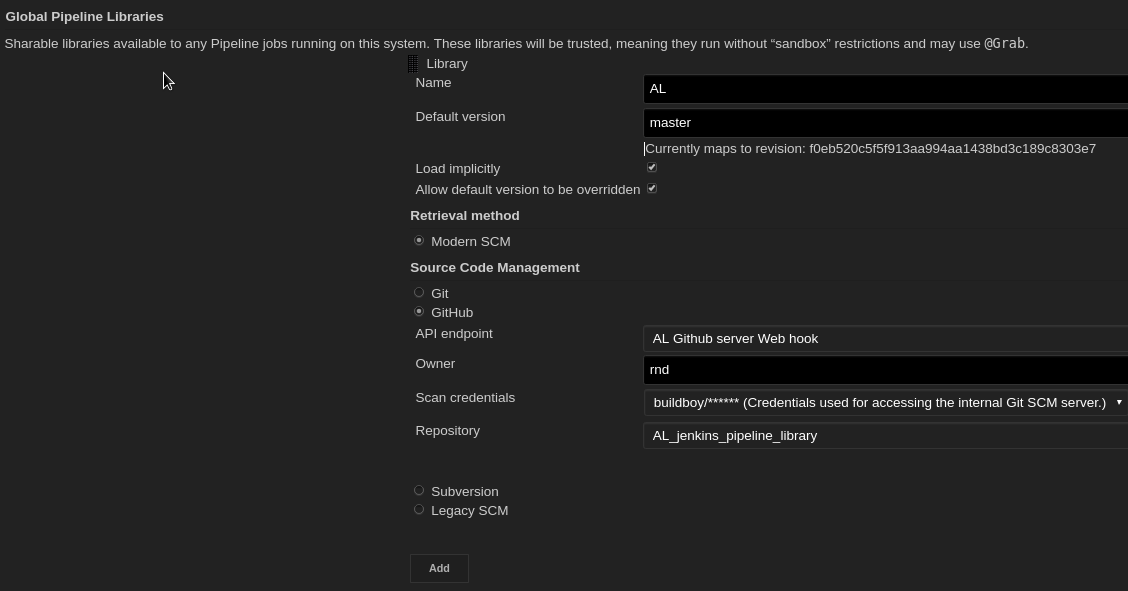 Global Pipeline Libraries
Sharable libraries available to any Pipeline jobs running on this system. These libraries will be trusted, meaning they run without “sandbox” restrictions and may use @Grab.
Library
Name AL
Default version master
Currently maps to revision: f0eb520c5f5f913aa994aa1438bd3c189c8303e7
Load implicitly
Allow default version to be overridden
Retrieval method
Modern SCM
Source Code Management
Git
GitHub
API endpoint AL Github server Web hook
Owner rnd
Scan credentials buildboy/****** (Credentials used for accessing the internal Git SCM server.)
Repository AL_jenkins_pipeline_library
Subversion
Legacy SCM
Add